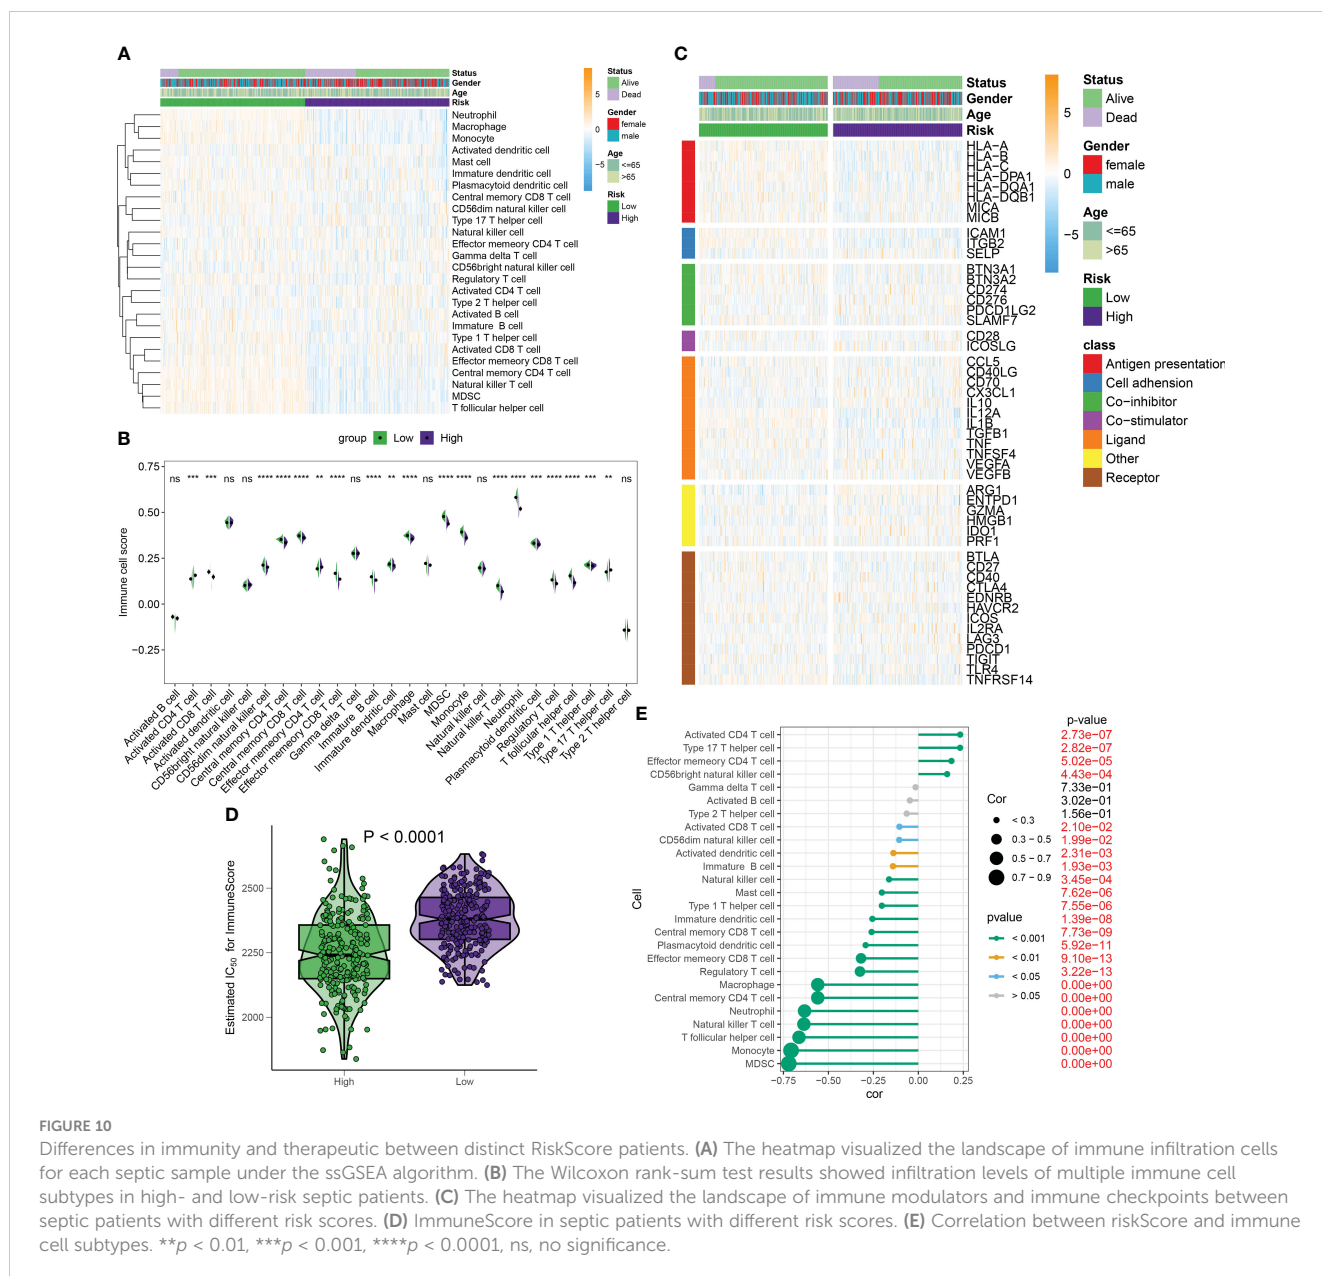 A
Status
Gender
Age
Risk
Neutrophil
Macrophage
Monocyte
Activated dendritic cell
Mast cell
Immature dendritic cell
Plasmacytoid dendritic cell
Central memory CD8 T cell
CD56dim natural killer cell
Type 17 T helper cell
Natural killer cell
Effector memeory CD4 T cell
Gamma delta T cell
CD56bright natural killer cell
Regulatory T cell
Activated CD4 T cell
Type 2 T helper cell
Activated B cell
Immature B cell
Type 1 T helper cell
Activated CD8 T cell
Effector memeory CD8 T cell
Central memory CD4 T cell
Natural killer T cell
MDSC
T follicular helper cell
5
0
−5
Status
Alive
Dead
Gender
female
male
Age
<=65
>65
Risk
Low
High
B
group Low High
Immune cell score
0.75
0.50
0.25
0.00
−0.25
ns *** *** ns ns **** **** **** ** **** ns **** ** **** ns **** **** ns **** **** *** **** **** *** ** ns
Activated B cell
Activated CD4 T cell
Activated CD8 T cell
Activated dendritic cell
CD56bright natural killer cell
CD56dim natural killer cell
Central memory CD4 T cell
Central memory CD8 T cell
Effector memeory CD4 T cell
Effector memeory CD8 T cell
Gamma delta T cell
Immature B cell
Immature dendritic cell
Macrophage
Mast cell
MDSC
Monocyte
Natural killer cell
Natural killer T cell
Neutrophil
Plasmacytoid dendritic cell
Regulatory T cell
T follicular helper cell
Type 1 T helper cell
Type 17 T helper cell
Type 2 T helper cell
C
Status
Gender
Age
Risk
HLA−A
HLA−B
HLA−C
HLA−DPA1
HLA−DQA1
HLA−DQB1
MICA
MICB
ICAM1
ITGB2
SELP
BTN3A1
BTN3A2
CD274
CD276
PDCD1LG2
SLAMF7
CD28
ICOSLG
CCL5
CD40LG
CD70
CX3CL1
IL10
IL12A
IL1B
TGFB1
TNF
TNFSF4
VEGFA
VEGFB
ARG1
ENTPD1
GZMA
HMGB1
IDO1
PRF1
BTLA
CD27
CD40
CTLA4
EDNRB
HAVCR2
ICOS
IL2RA
LAG3
PDCD1
TIGIT
TLR4
TNFRSF14
5
0
−5
Status
Alive
Dead
Gender
female
male
Age
<=65
>65
Risk
Low
High
class
Antigen presentation
Cell adhension
Co−inhibitor
Co−stimulator
Ligand
Other
Receptor
D
P < 0.0001
Estimated IC50 for ImmuneScore
2500
2250
2000
High
Low
E
p-value
Activated CD4 T cell 2.73e−07
Type 17 T helper cell 2.82e−07
Effector memeory CD4 T cell 5.02e−05
CD56bright natural killer cell 4.43e−04
Gamma delta T cell 7.33e−01
Activated B cell 3.02e−01
Type 2 T helper cell 1.56e−01
Activated CD8 T cell 2.10e−02
CD56dim natural killer cell 1.99e−02
Activated dendritic cell 2.31e−03
Immature B cell 1.93e−03
Natural killer cell 3.45e−04
Mast cell 7.62e−06
Type 1 T helper cell 7.55e−06
Immature dendritic cell 1.39e−08
Central memory CD8 T cell 7.73e−09
Plasmacytoid dendritic cell 5.92e−11
Effector memeory CD8 T cell 9.10e−13
Regulatory T cell 3.22e−13
Macrophage 0.00e+00
Central memory CD4 T cell 0.00e+00
Neutrophil 0.00e+00
Natural killer T cell 0.00e+00
T follicular helper cell 0.00e+00
Monocyte 0.00e+00
MDSC 0.00e+00
Cell
−0.75 −0.50 −0.25 0.00 0.25
cor
Cor
< 0.3
0.3 − 0.5
0.5 − 0.7
0.7 − 0.9
pvalue
< 0.001
< 0.01
< 0.05
> 0.05
FIGURE 10
Differences in immunity and therapeutic between distinct RiskScore patients. (A) The heatmap visualized the landscape of immune infiltration cells
for each septic sample under the ssGSEA algorithm. (B) The Wilcoxon rank-sum test results showed infiltration levels of multiple immune cell
subtypes in high- and low-risk septic patients. (C) The heatmap visualized the landscape of immune modulators and immune checkpoints between
septic patients with different risk scores. (D) ImmuneScore in septic patients with different risk scores. (E) Correlation between riskScore and immune
cell subtypes. **p < 0.01, ***p < 0.001, ****p < 0.0001, ns, no significance.